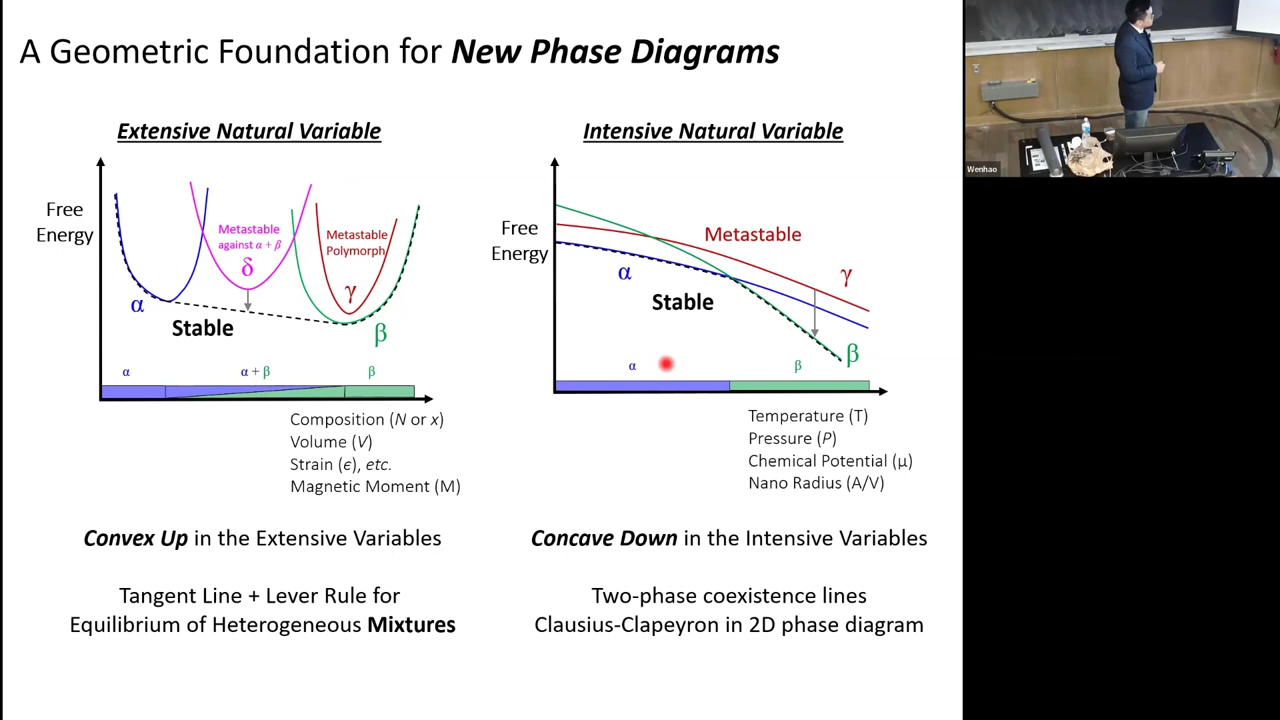 A Geometric Foundation for New Phase Diagrams
Extensive Natural Variable
Free
Energy
Metastable
against α + β
δ
Metastable
Polymorph
γ
α
Stable
β
α
α + β
β
Composition (N or x)
Volume (V)
Strain (ϵ), etc.
Magnetic Moment (M)
Convex Up in the Extensive Variables
Tangent Line + Lever Rule for
Equilibrium of Heterogeneous Mixtures
Intensive Natural Variable
Free
Energy
Metastable
α
γ
Stable
β
α
β
Temperature (T)
Pressure (P)
Chemical Potential (μ)
Nano Radius (A/V)
Concave Down in the Intensive Variables
Two-phase coexistence lines
Clausius-Clapeyron in 2D phase diagram
Wenhao